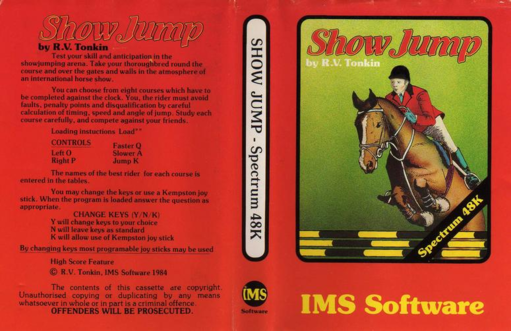 Show Jump
by R.V. Tonkin
Test your skill and anticipation in the
showjumping arena. Take your thoroughbred round the
course and over the gates and walls in the atmosphere of
an international horse show.
You can choose from eight courses which have to
be completed against the clock. You, the rider must avoid
faults, penalty points and disqualification by careful
calculation of timing, speed and angle of jump. Study each
course carefully, and compete against your friends.
Loading instuctions Load""
CONTROLS
Left O
Right P
Faster Q
Slower A
Jump K
The names of the best rider for each course is
entered in the tables.
You may change the keys or use a Kempston joy
stick. When the program is loaded answer the question as
appropriate.
CHANGE KEYS (Y/N/K)
Y will change keys to your choice
N will leave keys as standard
K will allow use of Kempston joy stick
By changing keys most programable joy sticks may be used
High Score Feature
© R.V. Tonkin, IMS Software 1984
The contents of this cassette are copyright.
Unauthorised copying or duplicating by any means
whatsoever in whole or in part is a criminal offence.
OFFENDERS WILL BE PROSECUTED.
SHOW JUMP - Spectrum 48K
IMS
Software
Show Jump
by R.V. Tonkin
Spectrum 48K
IMS Software